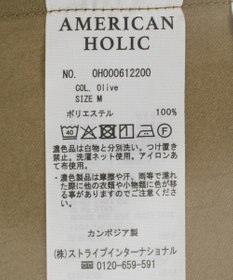 AMERICAN
HOLIC
NO. 0H000612200
COL. Olive
SIZE M
ポリエステル 100%
濃色品は白物と分別洗い。つけ置き
禁止。洗濯ネット使用。アイロンあ
て布使用。
・濃色製品は摩擦や汗、雨等で濡れ
た際に他の衣類や小物類に色が移
る事がありますのでご注意くださ
い。
カンボジア製
(株)ストライプインターナショナル
0120-659-591